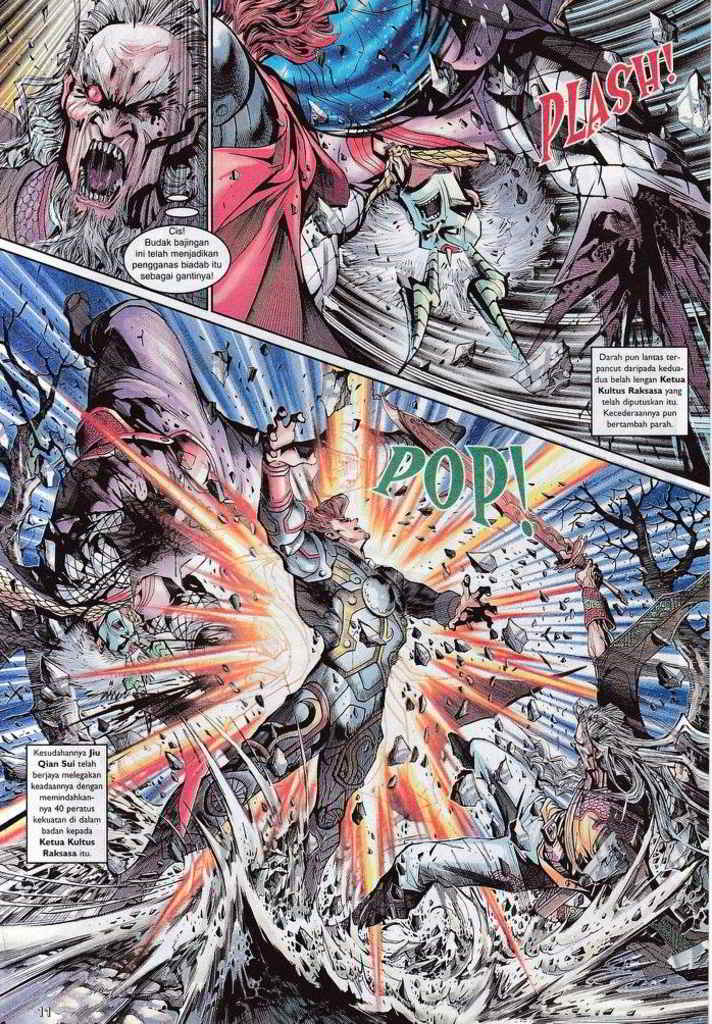 Cis!
Budak bajingan
ini telah menjadikan
pengganas biadab itu
sebagai gantinya!
PLASH!
Darah pun lantas ter-
pancut daripada kedua-
dua belah lengan Ketua
Kultus Raksasa yang
telah diputuskan itu.
Kecederaannya pun
bertambah parah.
POP!
Kesudahannya Jiu
Qian Sui telah
berjaya melegakan
keadaannya dengan
memindahkan-
nya 40 peratus
kekuatan di dalam
badan kepada
Ketua Kultus
Raksasa itu.
11